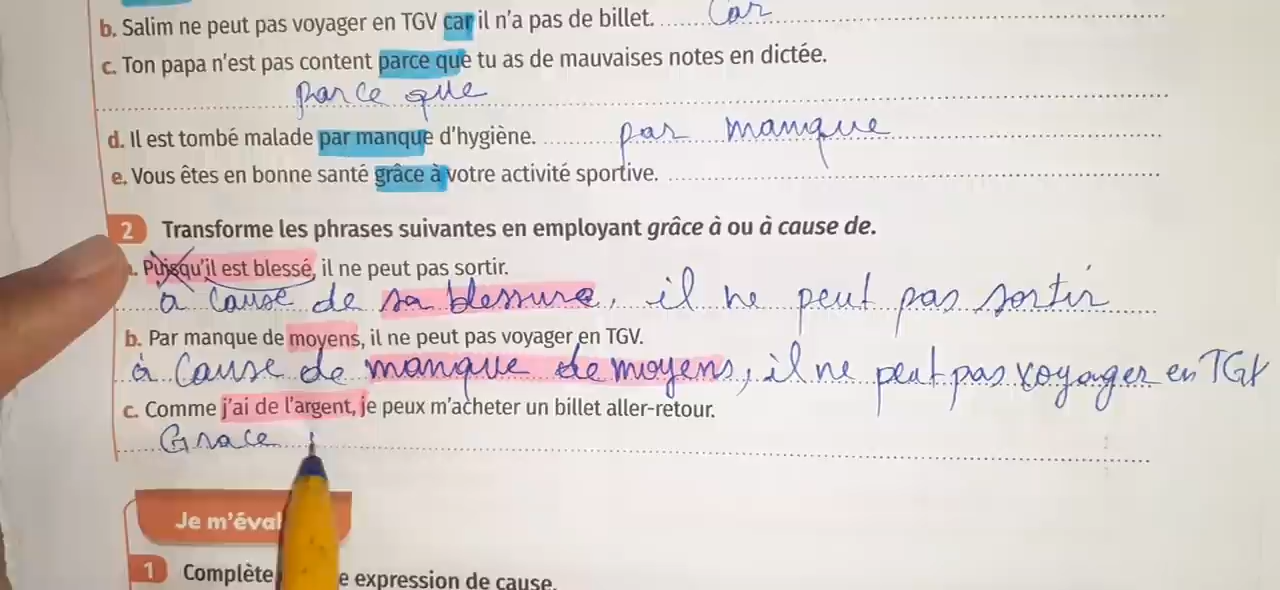 b. Salim ne peut pas voyager en TGV car il n'a pas de billet. Car
c. Ton papa n'est pas content parce que tu as de mauvaises notes en dictée.
parce que
d. Il est tombé malade par manque d'hygiène. par manque
e. Vous êtes en bonne santé grâce à votre activité sportive.
2 Transforme les phrases suivantes en employant grâce à ou à cause de.
. Puisqu'il est blessé, il ne peut pas sortir.
à cause de sa blessure, il ne peut pas sortir
b. Par manque de moyens, il ne peut pas voyager en TGV.
à cause de manque de moyens, il ne peut pas voyager en TGV
c. Comme j'ai de l'argent, je peux m'acheter un billet aller-retour.
Grace
Je m'éval
1 Complète e expression de cause.